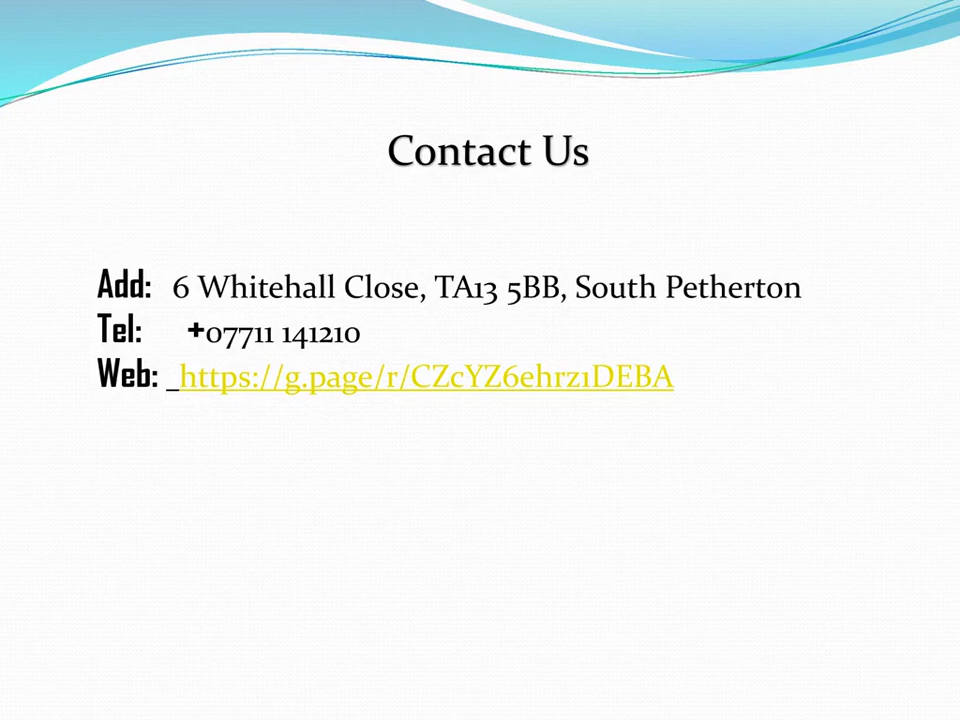 Contact Us
Add: 6 Whitehall Close, TA13 5BB, South Petherton
Tel: +07711 141210
Web: _https://g.page/r/CZcYZ6ehrz1DEBA